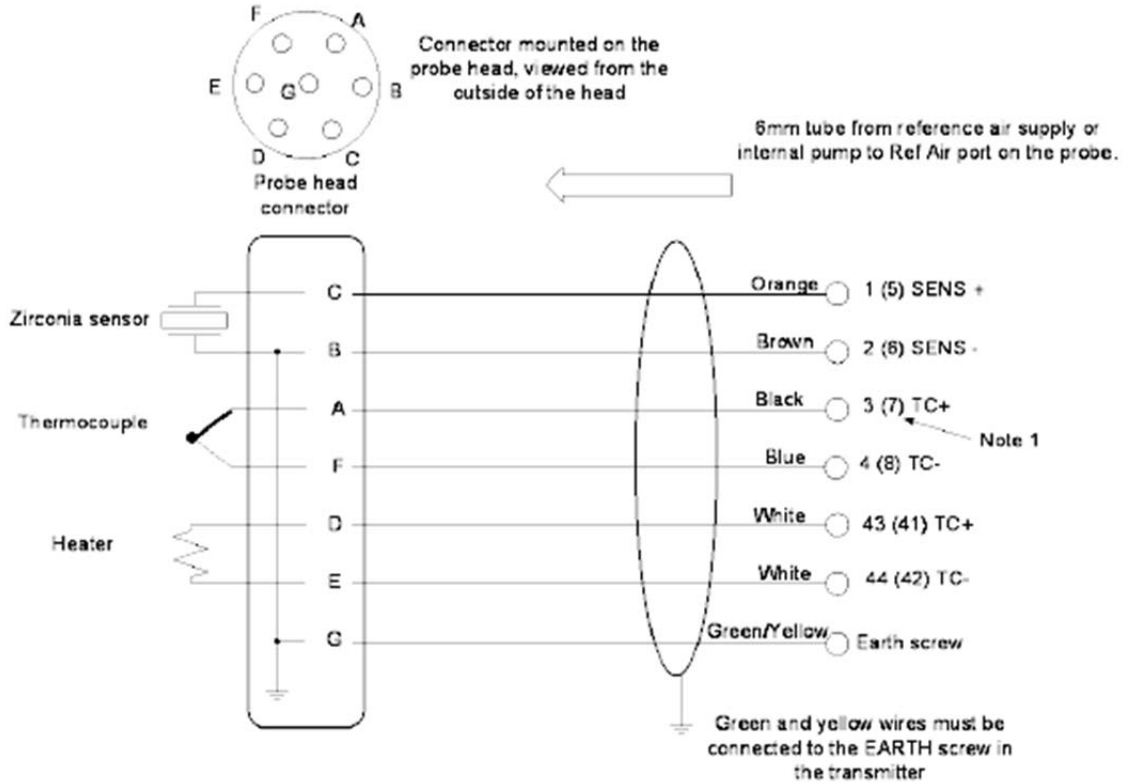 F
A
Connector mounted on the
probe head, viewed from the
outside of the head
E
G
B
D
C
Probe head
connector
6mm tube from reference air supply or
internal pump to Ref Air port on the probe.
Zirconia sensor
C
Orange
1 (5) SENS +
B
Brown
2 (6) SENS -
Thermocouple
A
Black
3 (7) TC+
Note 1
F
Blue
4 (8) TC-
Heater
D
White
43 (41) TC+
E
White
44 (42) TC-
G
Green/Yellow
Earth screw
Green and yellow wires must be
connected to the EARTH screw in
the transmitter